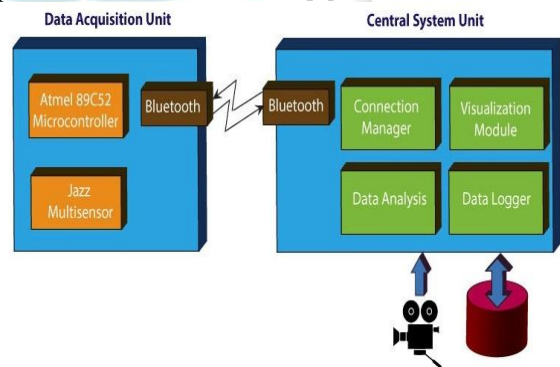 Data Acquisition Unit
Central System Unit
Atmel 89C52
Microcontroller
Bluetooth
Jazz
Multisensor
Bluetooth
Connection
Manager
Visualization
Module
Data Analysis
Data Logger